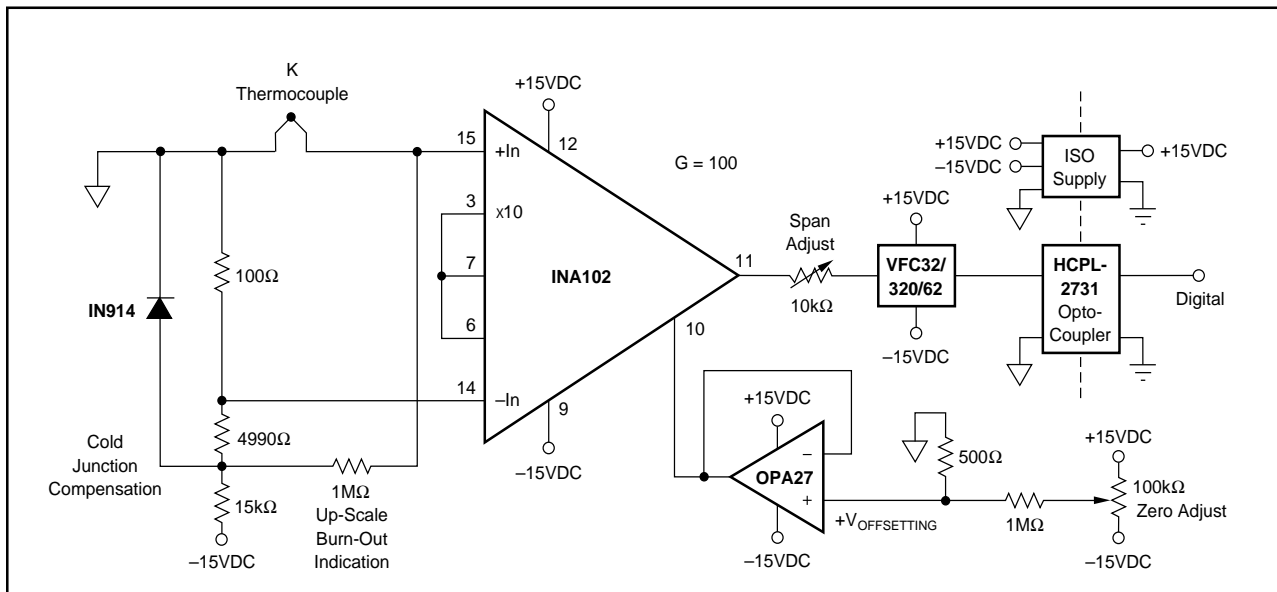 K
Thermocouple
+15VDC
12
15
+In
G = 100
+15VDC
–15VDC
ISO
Supply
+15VDC
3
x10
+15VDC
Span
Adjust
10kΩ
VFC32/
320/62
–15VDC
HCPL-
2731
Opto-
Coupler
Digital
100Ω
7
INA102
11
IN914
6
10
14
–In
9
–15VDC
4990Ω
Cold
Junction
Compensation
1MΩ
Up-Scale
Burn-Out
Indication
15kΩ
–15VDC
+15VDC
–
OPA27
+
–15VDC
500Ω
+VOFFSETTING
1MΩ
+15VDC
100kΩ
Zero Adjust
–15VDC